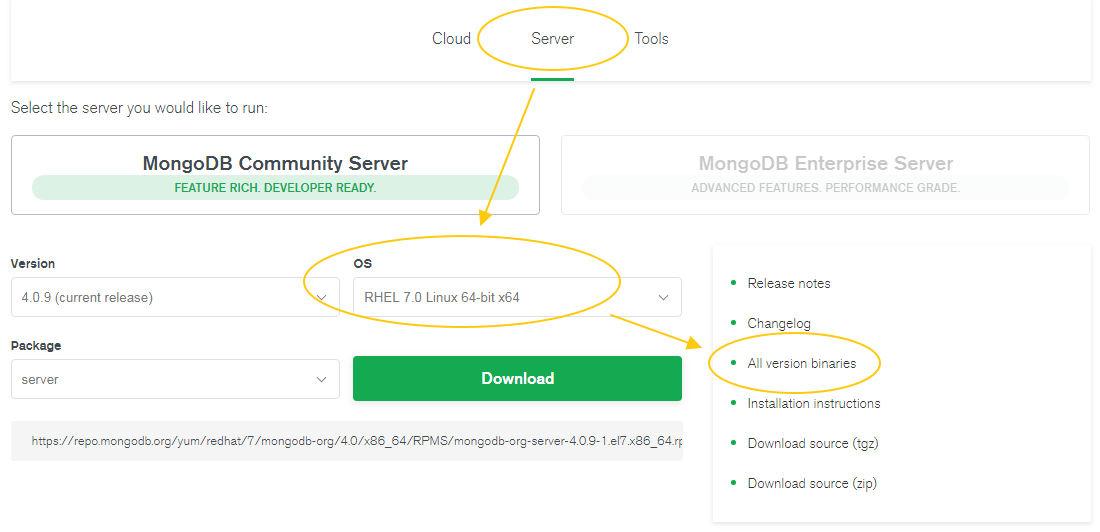 Cloud Server Tools
Select the server you would like to run:
MongoDB Community Server
FEATURE RICH. DEVELOPER READY.
MongoDB Enterprise Server
ADVANCED FEATURES. PERFORMANCE GRADE.
Version
4.0.9 (current release)
OS
RHEL 7.0 Linux 64-bit x64
Package
server
Download
https://repo.mongodb.org/yum/redhat/7/mongodb-org/4.0/x86_64/RPMS/mongodb-org-server-4.0.9-1.el7.x86_64.rp
Release notes
Changelog
All version binaries
Installation instructions
Download source (tgz)
Download source (zip)